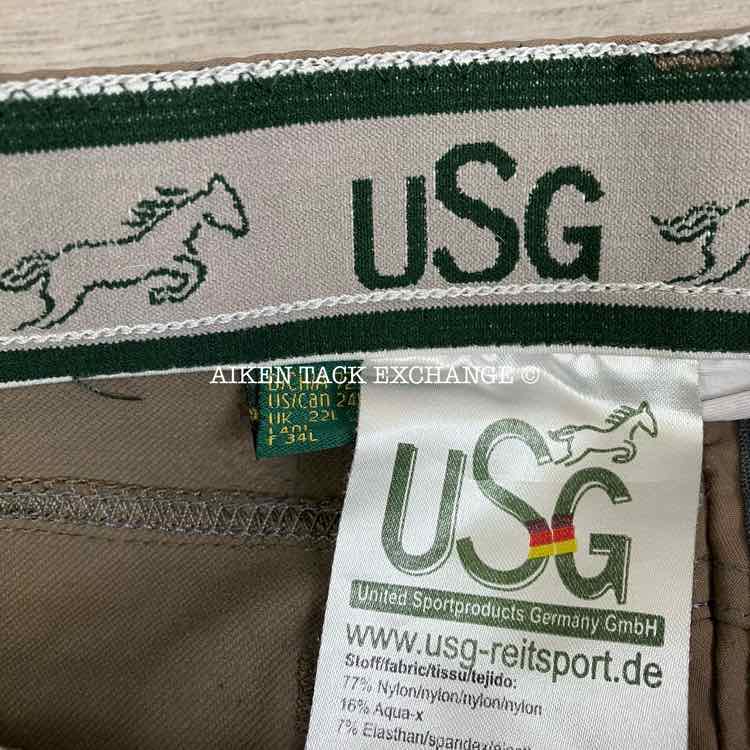 USG
AIKEN TACK EXCHANGE ©
US/Can 24
UK 22L
F 34L
USG
United Sportproducts Germany GmbH
www.usg-reitsport.de
Stoff/fabric/tissu/tejido:
77% Nylon/nylon/nylon/nylon
16% Aqua-x
7% Elasthan/spandex/